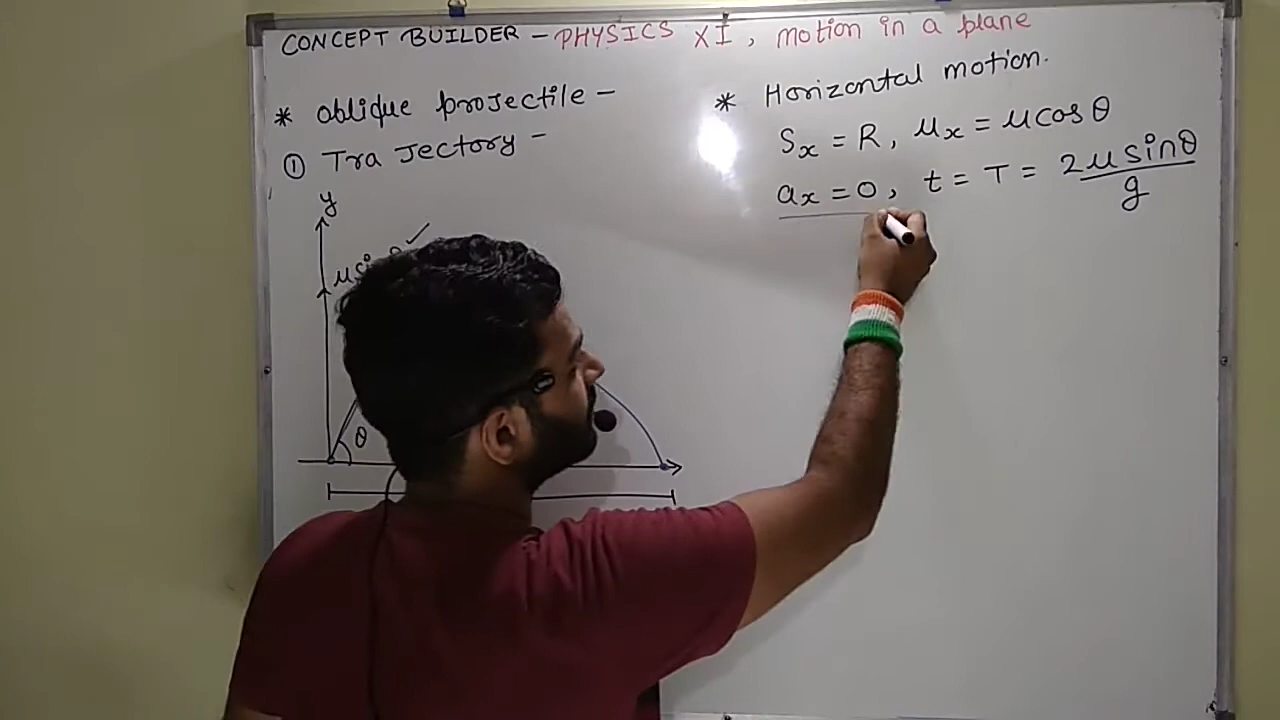 CONCEPT BUILDER – PHYSICS XI, motion in a plane
* oblique projectile –
① Trajectory –
y
θ
* Horizontal motion.
Sx = R, ux = u cos θ
ax = 0, t = T = 2u sinθ / g